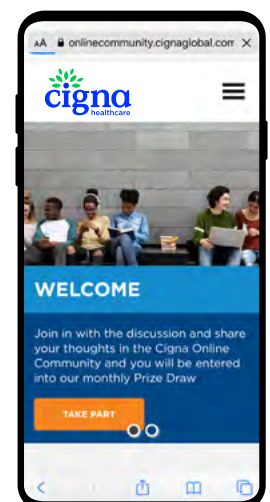 AA onlinecommunity.cignaglobal.com
cigna
healthcare
WELCOME
Join in with the discussion and share
your thoughts in the Cigna Online
Community and you will be entered
into our monthly Prize Draw
TAKE PART